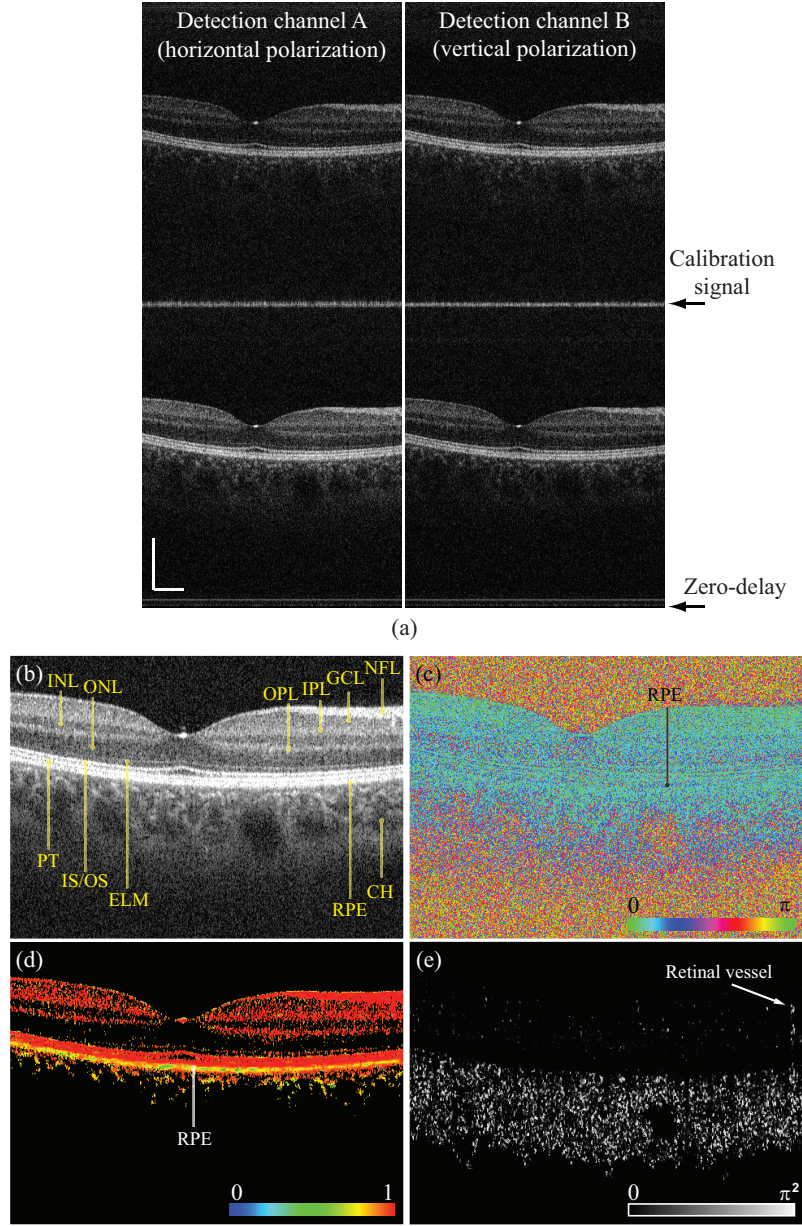 Detection channel A
(horizontal polarization)
Detection channel B
(vertical polarization)
Calibration
signal
Zero-delay
(a)
(b)
INL
ONL
OPL
IPL
GCL
NFL
PT
IS/OS
ELM
RPE
CH
(c)
RPE
0
π
(d)
RPE
0
1
(e)
Retinal vessel
0
π²